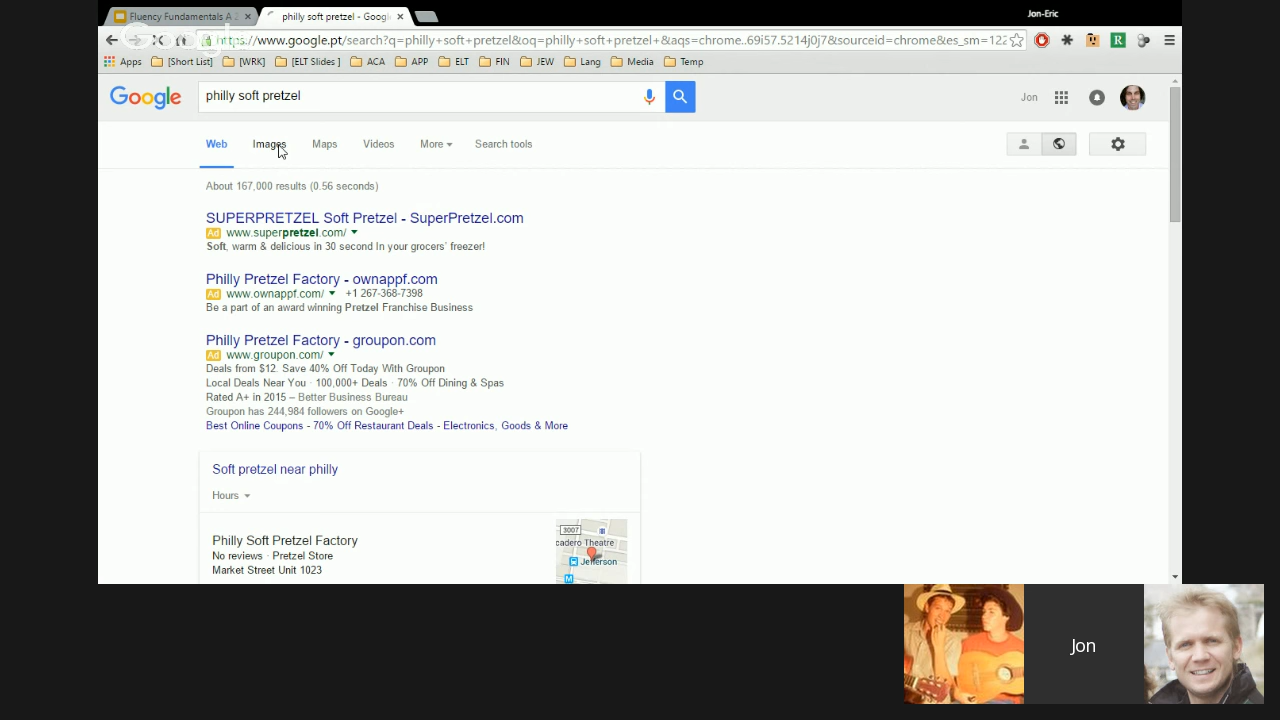 Fluency Fundamentals A 2
philly soft pretzel - Googl
Jon-Eric
Google
https://www.google.pt/search?q=philly+soft+pretzel&oq=philly+soft+pretzel+&aqs=chrome..69i57.5214j0j7&sourceid=chrome&es_sm=122
Apps [Short List] [WRK] [ELT Slides ] ACA APP ELT FIN JEW Lang Media Temp
Google
philly soft pretzel
Jon
Web Images Maps Videos More Search tools
About 167,000 results (0.56 seconds)
SUPERPRETZEL Soft Pretzel - SuperPretzel.com
Ad www.superpretzel.com/
Soft, warm & delicious in 30 second In your grocers' freezer!
Philly Pretzel Factory - ownappf.com
Ad www.ownappf.com/ +1 267-368-7398
Be a part of an award winning Pretzel Franchise Business
Philly Pretzel Factory - groupon.com
Ad www.groupon.com/
Deals from $12. Save 40% Off Today With Groupon
Local Deals Near You · 100,000+ Deals · 70% Off Dining & Spas
Rated A+ in 2015 – Better Business Bureau
Groupon has 244,984 followers on Google+
Best Online Coupons - 70% Off Restaurant Deals - Electronics, Goods & More
Soft pretzel near philly
Hours
Philly Soft Pretzel Factory
No reviews · Pretzel Store
Market Street Unit 1023
3007
cadero Theatre
Jefferson
M
Jon